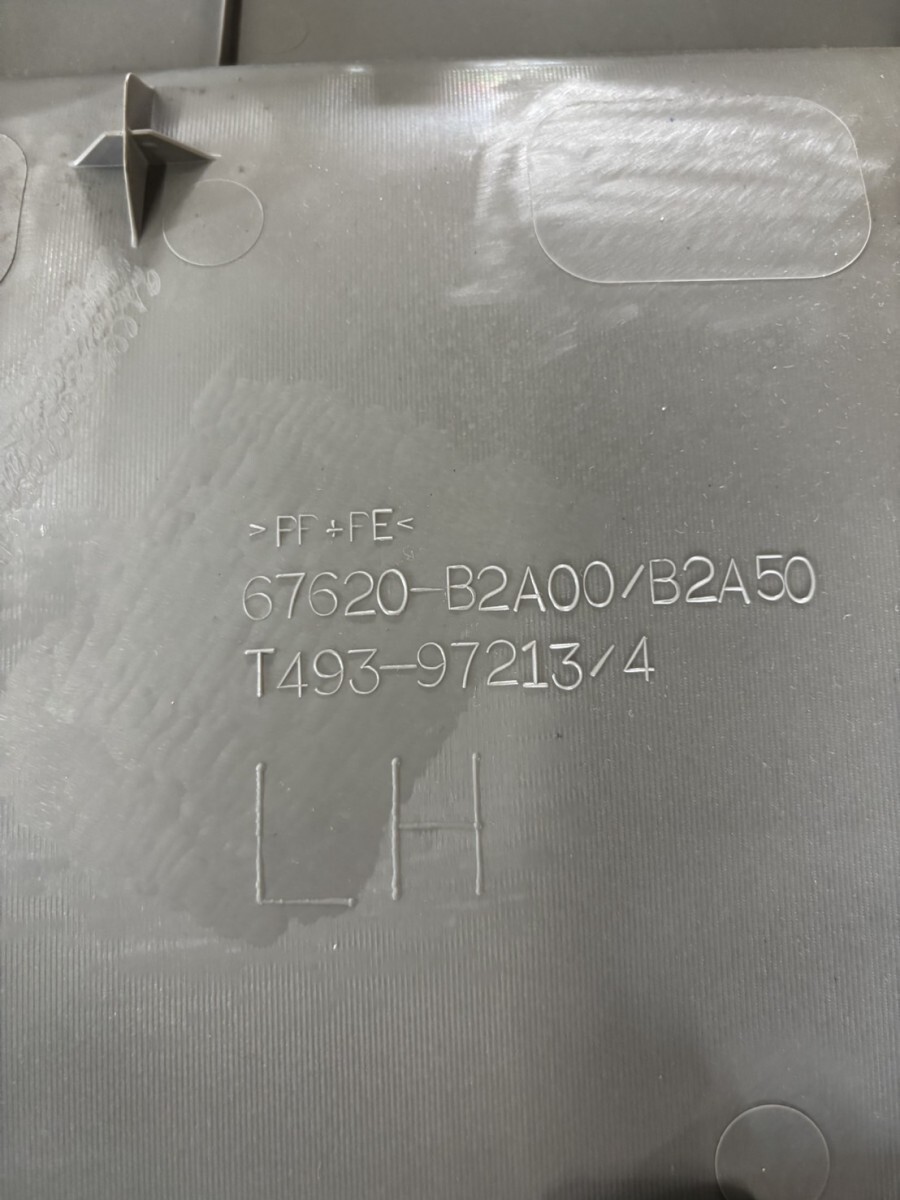 >PP+PE<
67620-B2A00/B2A50
T493-97213/4
LH